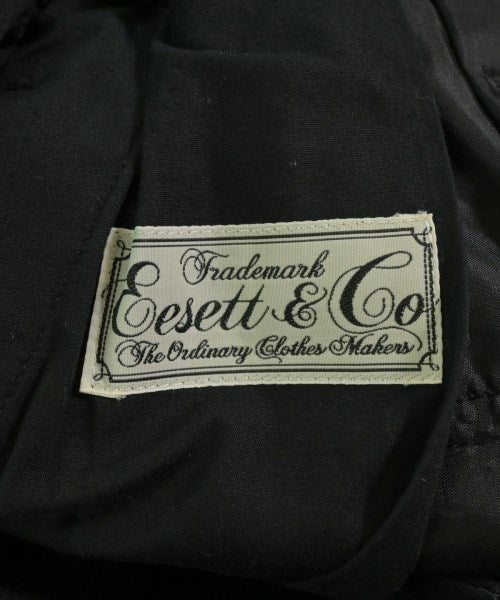 Trademark
Eesett & Co
The Ordinary Clothes Makers